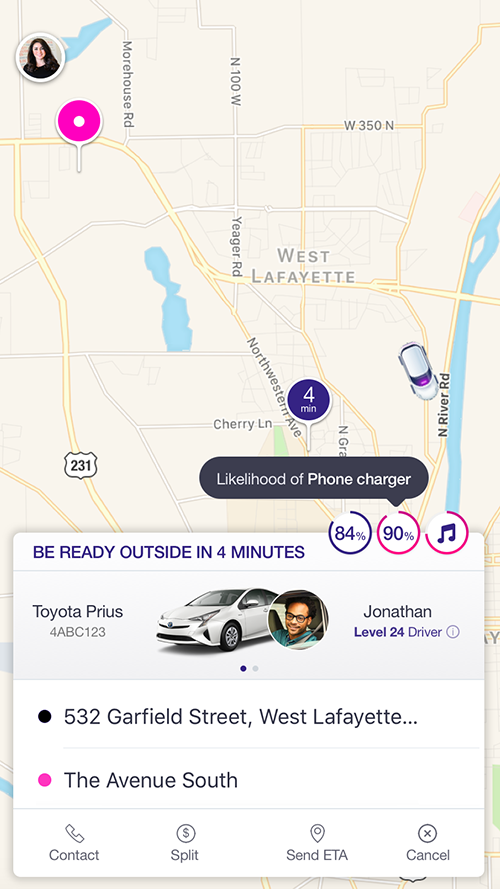 Morehouse Rd
N 100 W
W 350 N
Yeager Rd
WEST
LAFAYETTE
Northwestern Ave
4
min
N River Rd
Cherry Ln
N Gra
231
Likelihood of Phone charger
84%
90%
BE READY OUTSIDE IN 4 MINUTES
Toyota Prius
4ABC123
Jonathan
Level 24 Driver
532 Garfield Street, West Lafayette...
The Avenue South
Contact
Split
Send ETA
Cancel